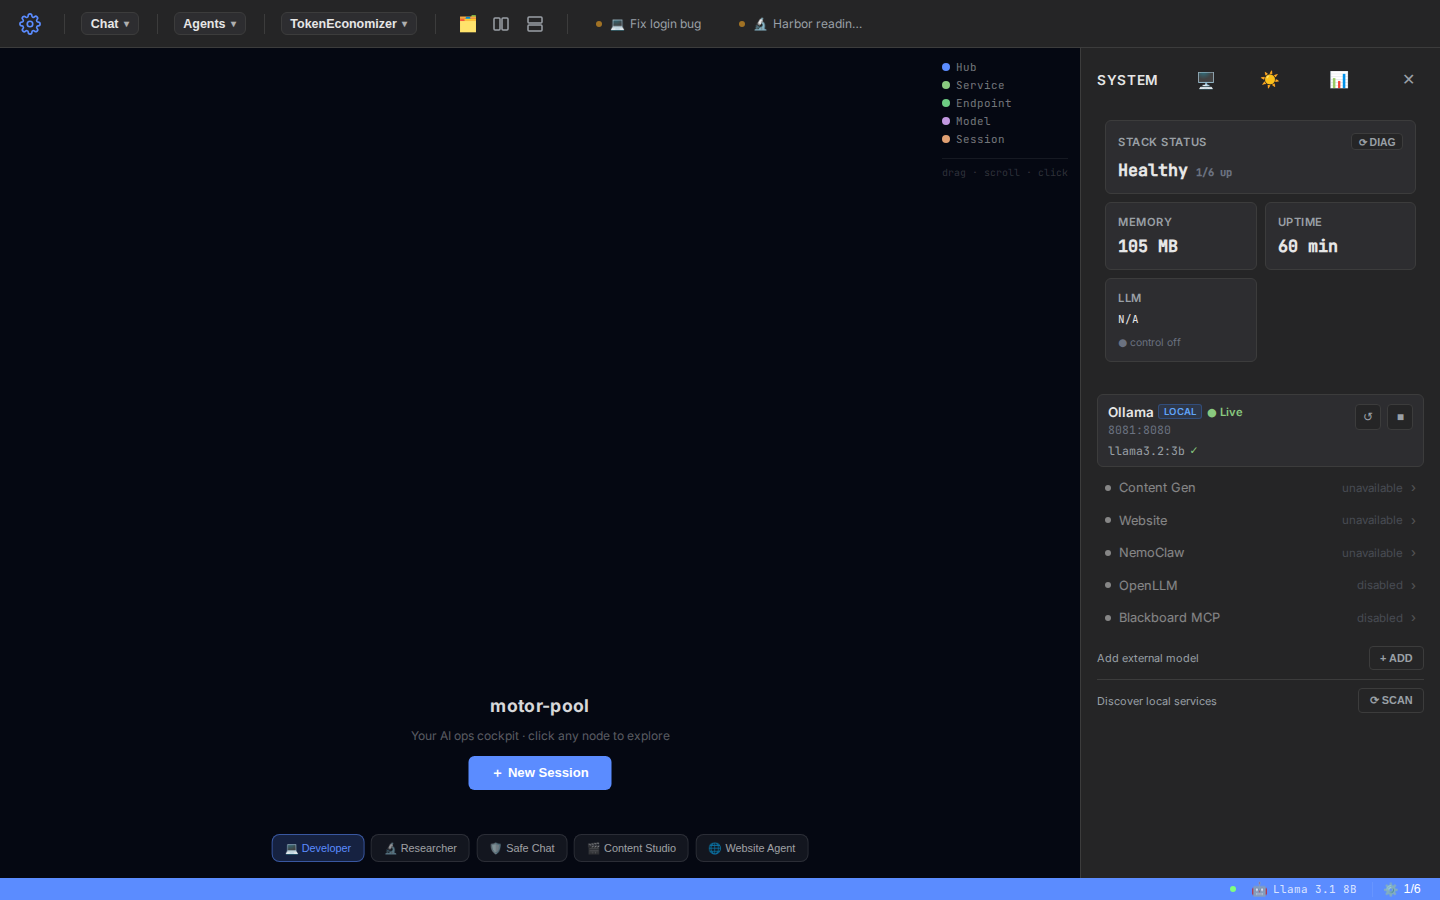 Chat ▾
Agents ▾
TokenEconomizer ▾
Fix login bug
Harbor readin...
Hub
Service
Endpoint
Model
Session
drag · scroll · click
motor-pool
Your AI ops cockpit · click any node to explore
+ New Session
Developer
Researcher
Safe Chat
Content Studio
Website Agent
SYSTEM
STACK STATUS
⟳ DIAG
Healthy 1/6 up
MEMORY
105 MB
UPTIME
60 min
LLM
N/A
control off
Ollama LOCAL Live
8081:8080
llama3.2:3b ✓
Content Gen unavailable ›
Website unavailable ›
NemoClaw unavailable ›
OpenLLM disabled ›
Blackboard MCP disabled ›
Add external model + ADD
Discover local services ⟳ SCAN
Llama 3.1 8B
1/6